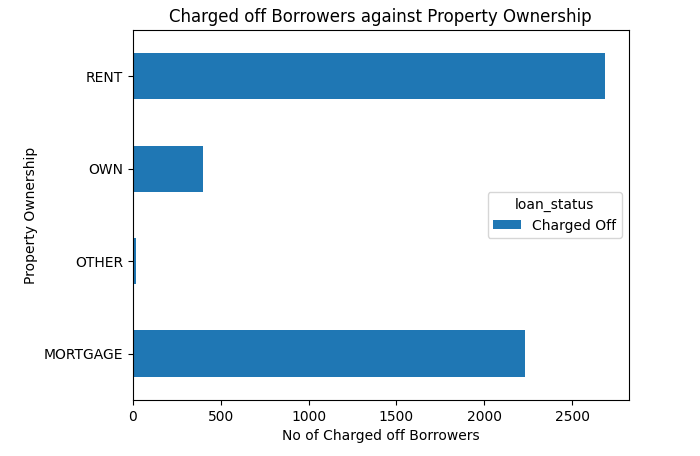 Charged off Borrowers against Property Ownership
RENT
OWN
OTHER
MORTGAGE
Property Ownership
loan_status
Charged Off
0 500 1000 1500 2000 2500
No of Charged off Borrowers